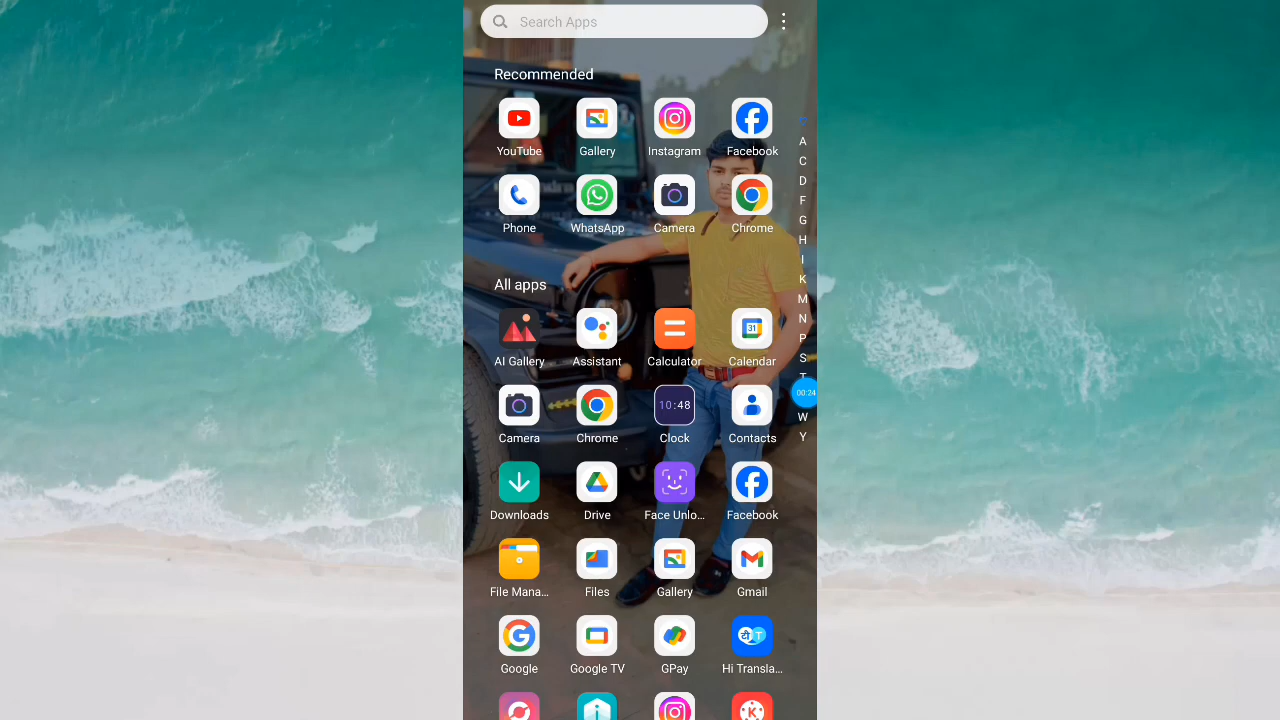 Search Apps
Recommended
YouTube Gallery Instagram Facebook
Phone WhatsApp Camera Chrome
A
C
D
F
G
H
I
K
M
N
P
S
T
W
Y
All apps
31
AI Gallery Assistant Calculator Calendar
10:48
Camera Chrome Clock Contacts
00:24
Downloads Drive Face Unlo... Facebook
File Mana... Files Gallery Gmail
टी T
Google Google TV GPay Hi Transla...
K